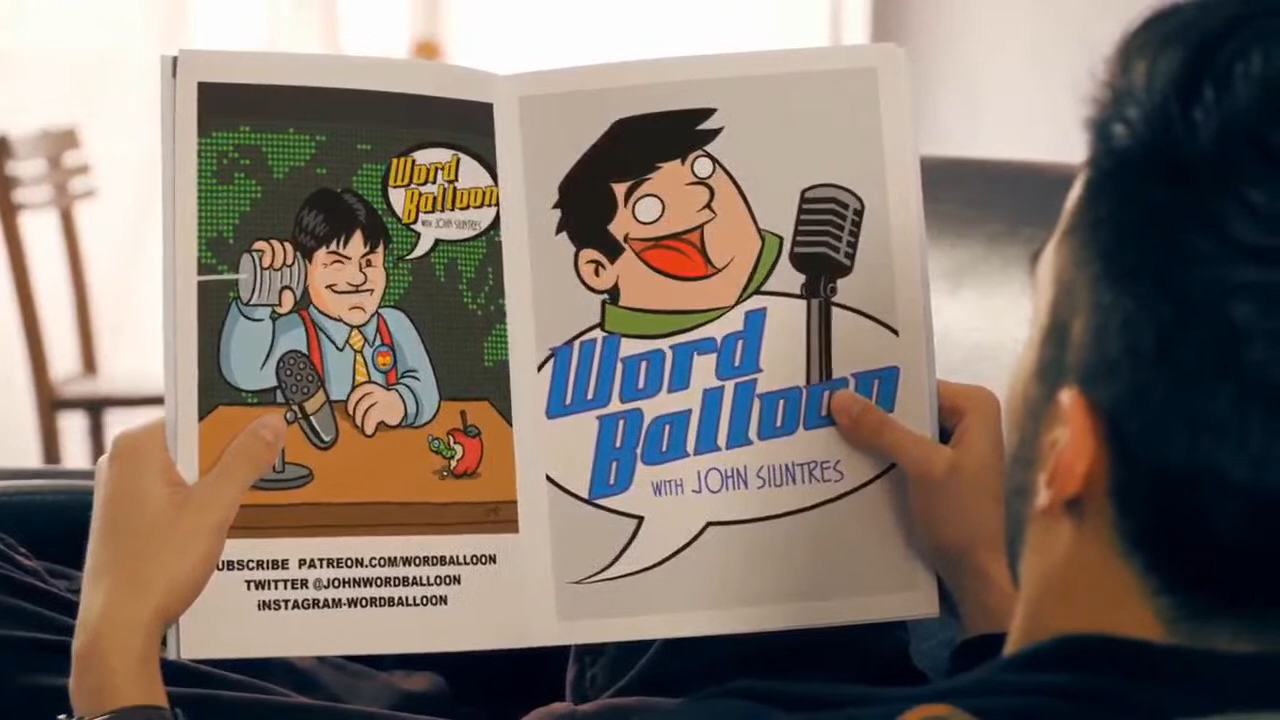 Word
Balloon
WITH JOHN SIUNTRES
UBSCRIBE PATREON.COM/WORDBALLOON
TWITTER @JOHNWORDBALLOON
INSTAGRAM-WORDBALLOON
Word
Balloon
WITH JOHN SIUNTRES